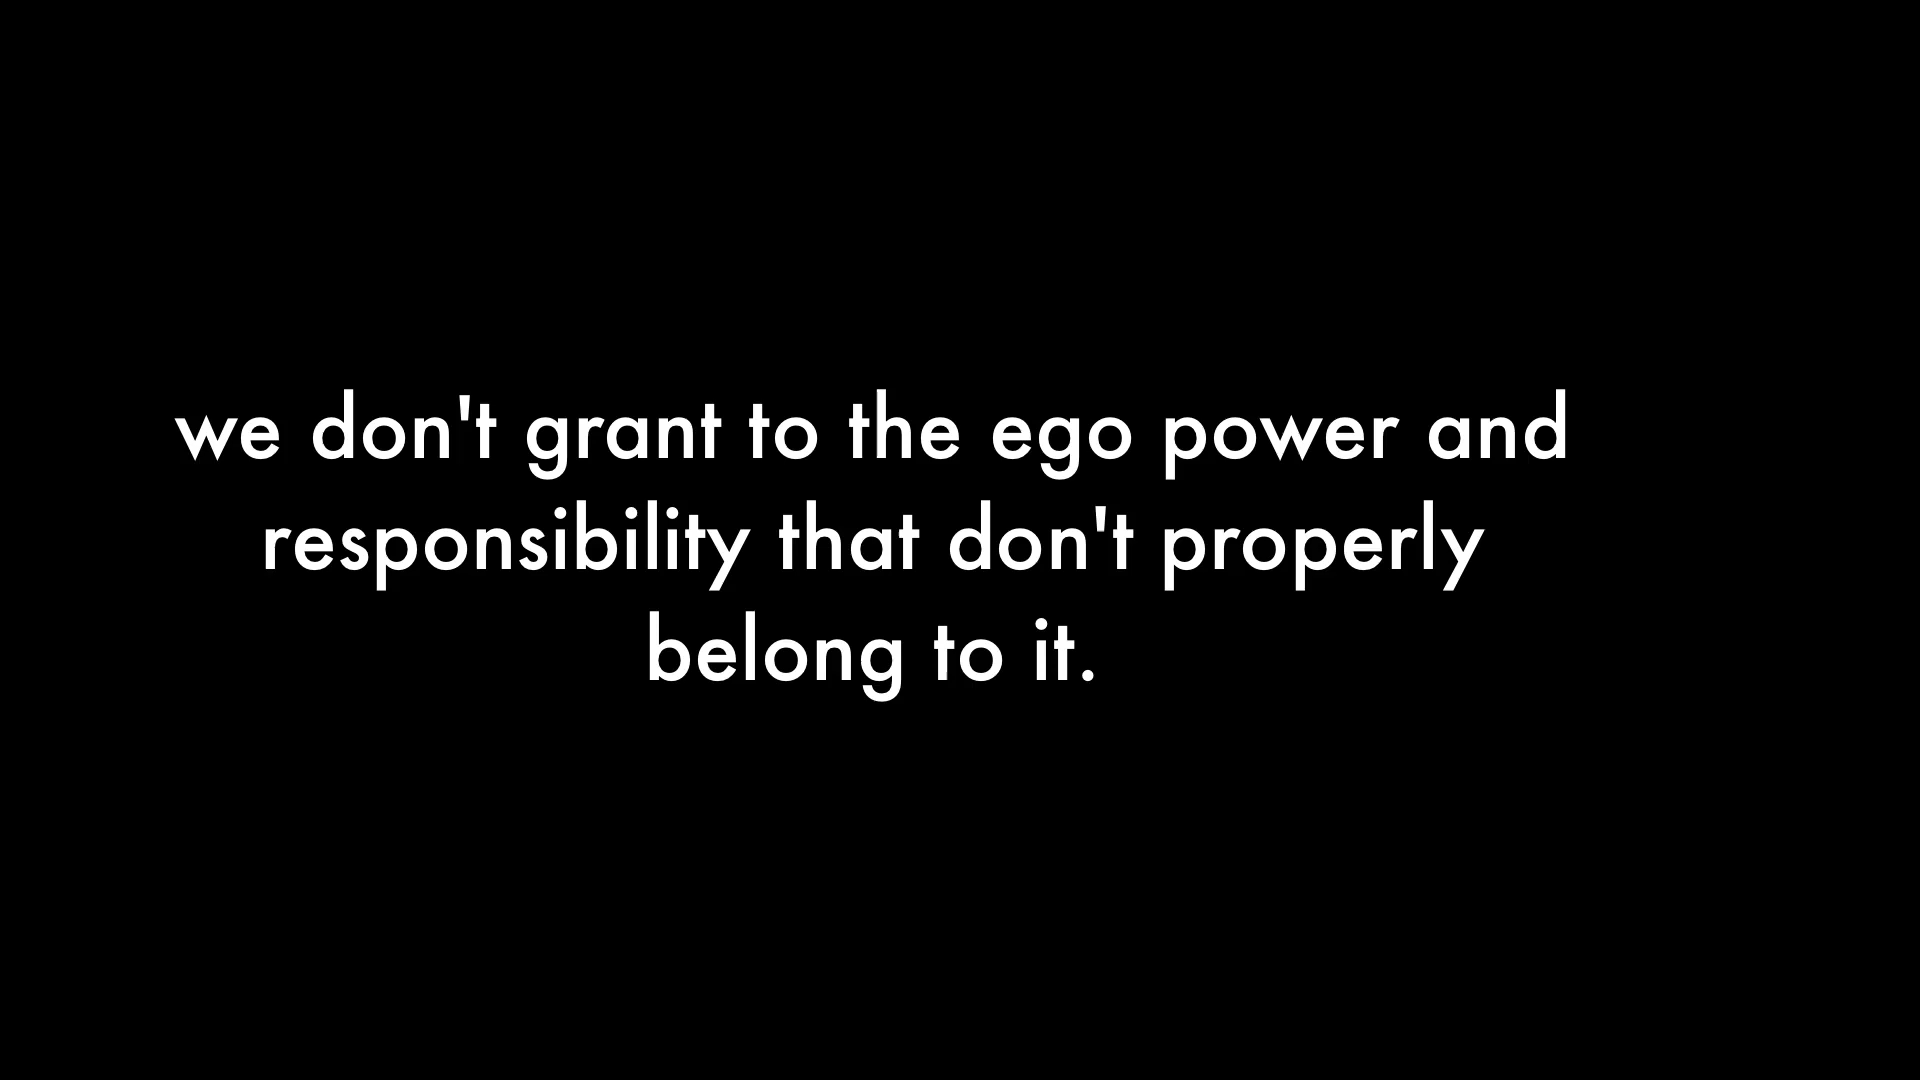 we don't grant to the ego power and
responsibility that don't properly
belong to it.